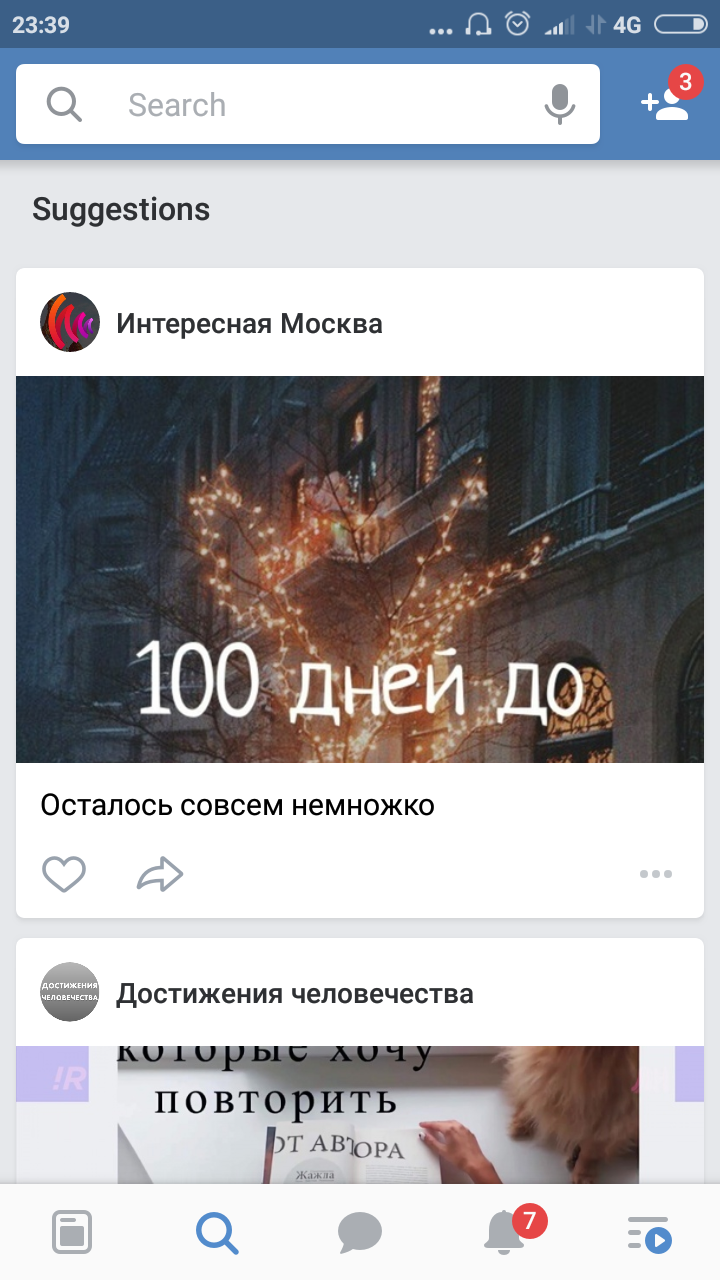 23:39
4G
Search
3
Suggestions
Интересная Москва
100 дней до
Осталось совсем немножко
ДОСТИЖЕНИЯ
ЧЕЛОВЕЧЕСТВА
Достижения человечества
которые хочу
!R
повторить
ОТ АВТОРА
Жажда
7